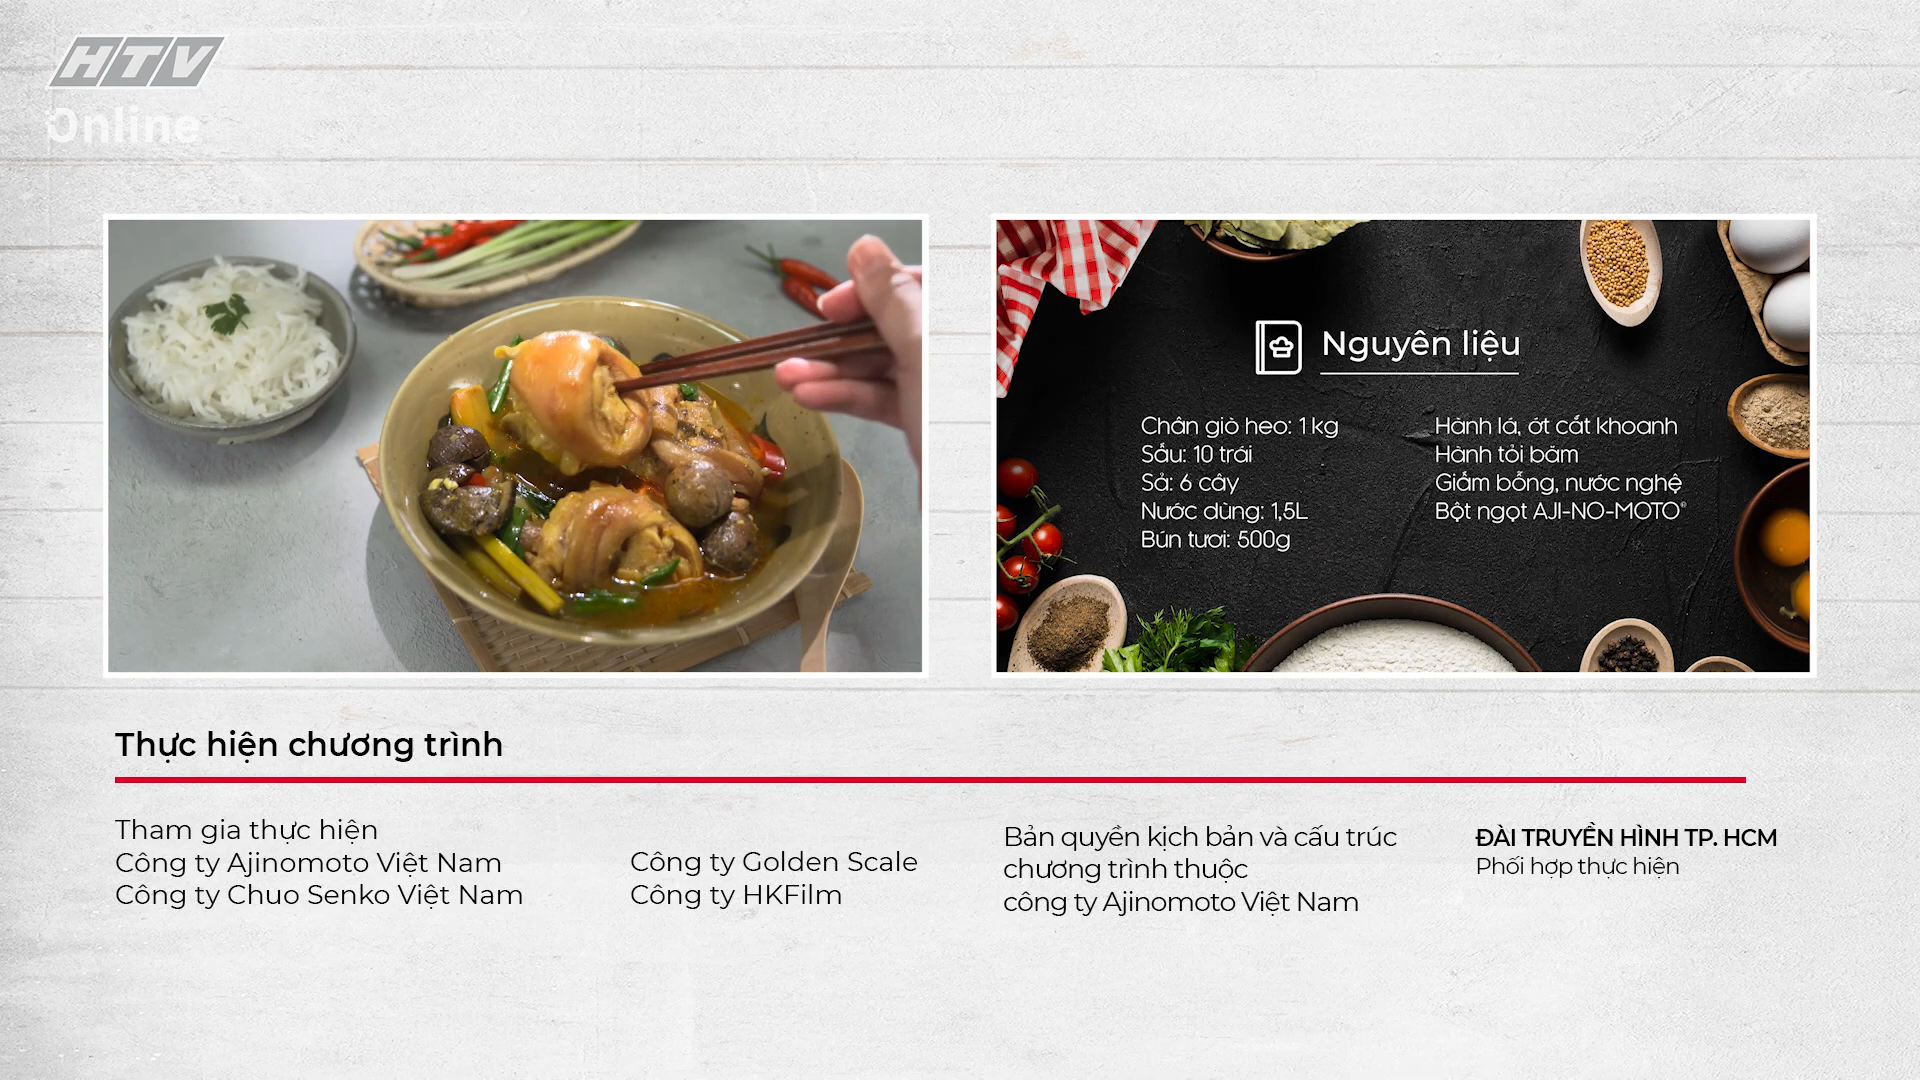 HTV
Online
Nguyên liệu
Chân giò heo: 1 kg
Sấu: 10 trái
Sả: 6 cây
Nước dùng: 1,5L
Bún tươi: 500g
Hành lá, ớt cắt khoanh
Hành tỏi băm
Giấm bỗng, nước nghệ
Bột ngọt AJI-NO-MOTO®
Thực hiện chương trình
Tham gia thực hiện
Công ty Ajinomoto Việt Nam
Công ty Chuo Senko Việt Nam
Công ty Golden Scale
Công ty HKFilm
Bản quyền kịch bản và cấu trúc
chương trình thuộc
công ty Ajinomoto Việt Nam
ĐÀI TRUYỀN HÌNH TP. HCM
Phối hợp thực hiện